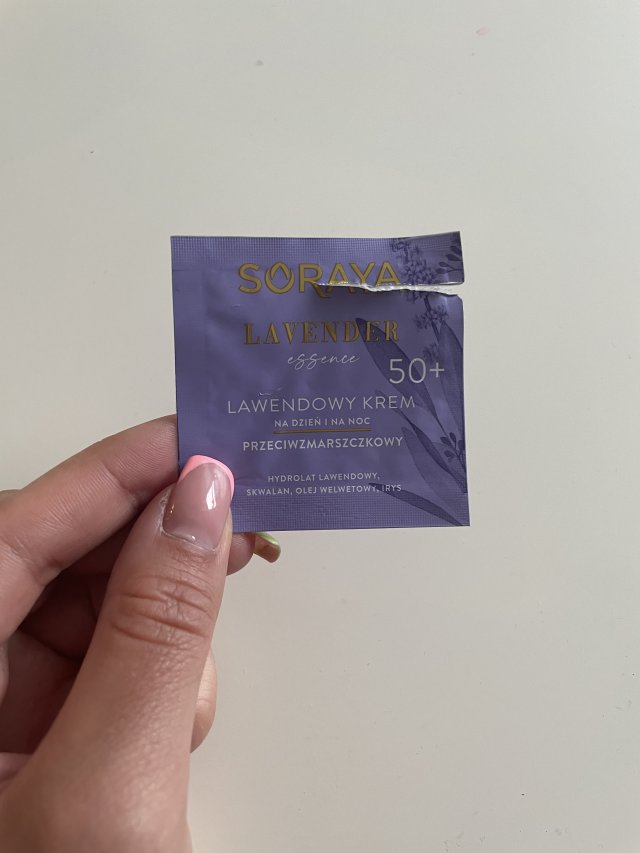 SORAYA
LAVENDER
essence
50+
LAWENDOWY KREM
NA DZIEŃ I NA NOC
PRZECIWZMARSZCZKOWY
HYDROLAT LAWENDOWY,
SKWALAN, OLEJ WELWETOWY, IRYS